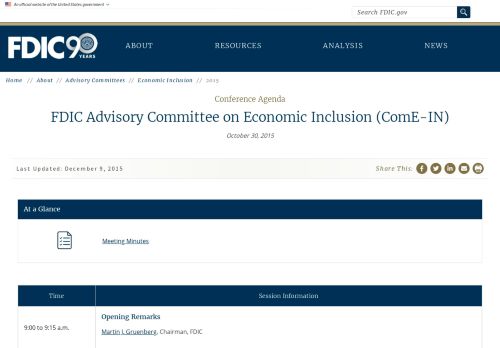 An official website of the United States government
Search FDIC.gov
FDIC 90 YEARS
ABOUT
RESOURCES
ANALYSIS
NEWS
Home // About // Advisory Committees // Economic Inclusion // 2015
Conference Agenda
FDIC Advisory Committee on Economic Inclusion (ComE-IN)
October 30, 2015
Last Updated: December 9, 2015
Share This:
At a Glance
Meeting Minutes
Time
Session Information
Opening Remarks
9:00 to 9:15 a.m.
Martin J. Gruenberg, Chairman, FDIC